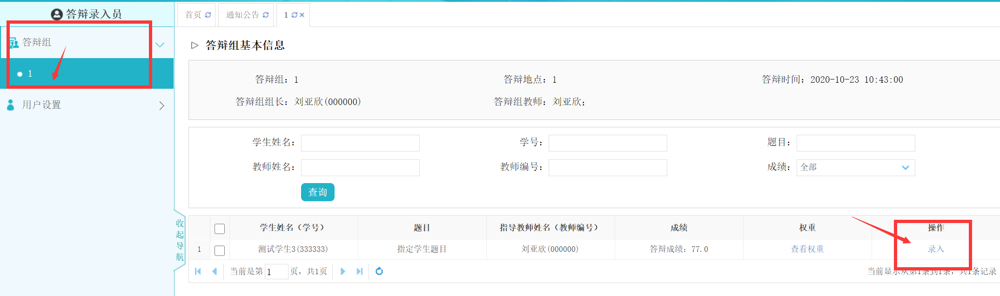 答辩录入员
答辩组
1
用户设置
收起导航
首页 通知公告 1
答辩组基本信息
答辩组：1 答辩地点：1 答辩时间：2020-10-23 10:43:00
答辩组组长：刘亚欣(000000) 答辩组教师：刘亚欣;
学生姓名： 学号： 题目：
教师姓名： 教师编号： 成绩：全部
查询
学生姓名（学号） 题目 指导教师姓名（教师编号） 成绩 权重 操作
1 测试学生3(333333) 指定学生题目 刘亚欣(000000) 答辩成绩：77.0 查看权重 录入
当前是第 1 页，共1页 当前显示从第1条到1条，共1条记录